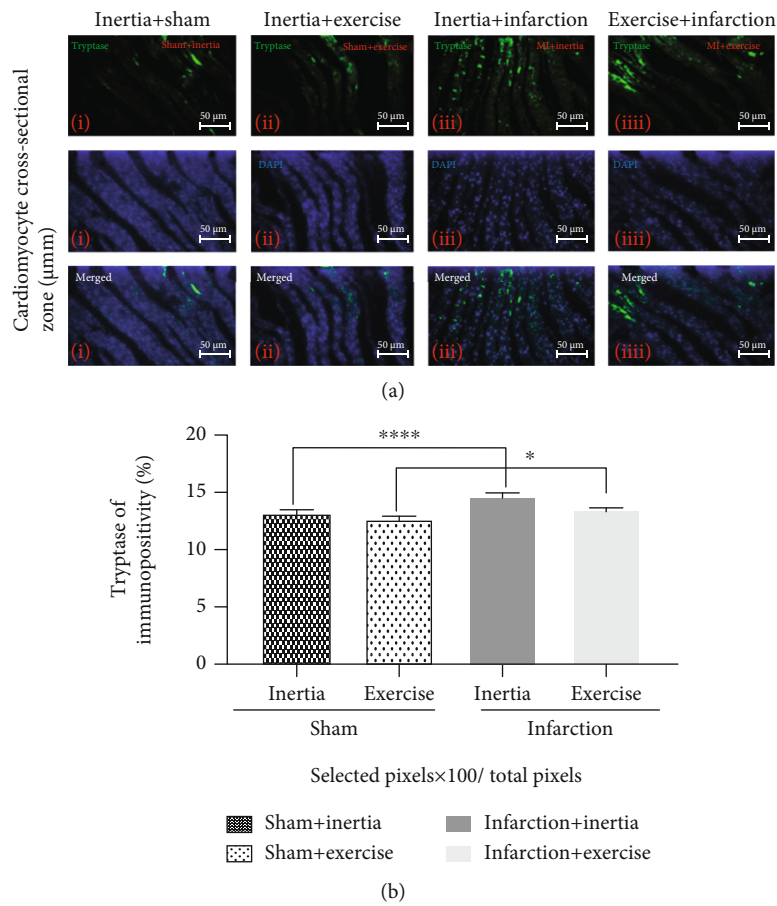 Inertia+sham Inertia+exercise Inertia+infarction Exercise+infarction
Cardiomyocyte cross-sectional
zone (μmm)
Tryptase Sham+inertia Tryptase Sham+exercise Tryptase MI+inertia Tryptase MI+exercise
50 μm 50 μm 50 μm 50 μm
(i) (ii) (iii) (iiii)
DAPI DAPI DAPI
50 μm 50 μm 50 μm 50 μm
(i) (ii) (iii) (iiii)
Merged Merged Merged Merged
50 μm 50 μm 50 μm 50 μm
(i) (ii) (iii) (iiii)
(a)
Tryptase of
immunopositivity (%)
20
15
10
5
0
****
*
Inertia Exercise Inertia Exercise
Sham Infarction
Selected pixels×100/ total pixels
Sham+inertia Infarction+inertia
Sham+exercise Infarction+exercise
(b)